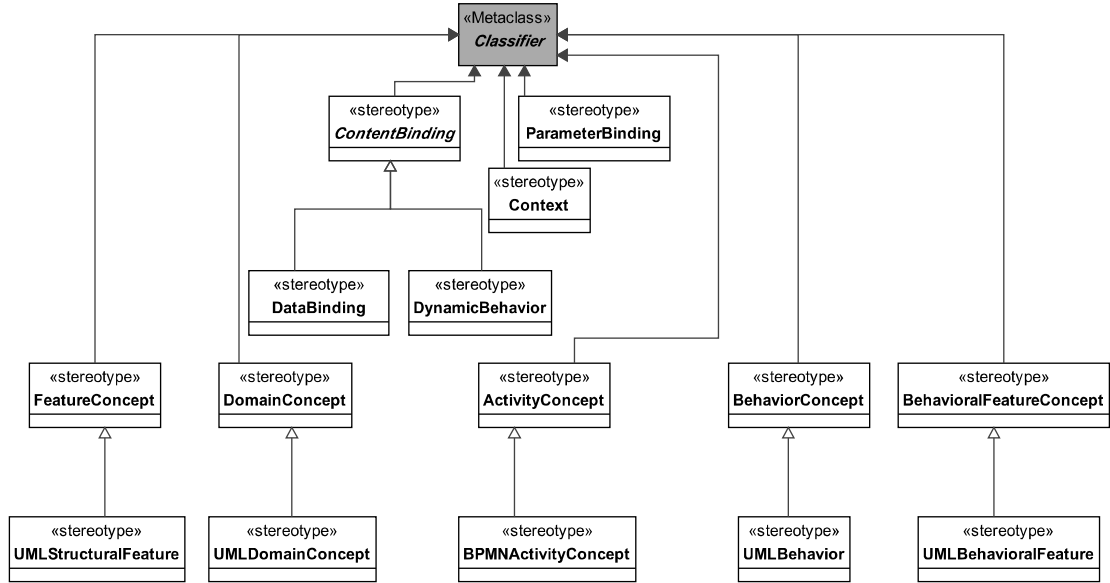 «Metaclass»
Classifier
«stereotype»
ContentBinding
«stereotype»
ParameterBinding
«stereotype»
Context
«stereotype»
DataBinding
«stereotype»
DynamicBehavior
«stereotype»
FeatureConcept
«stereotype»
DomainConcept
«stereotype»
ActivityConcept
«stereotype»
BehaviorConcept
«stereotype»
BehavioralFeatureConcept
«stereotype»
UMLStructuralFeature
«stereotype»
UMLDomainConcept
«stereotype»
BPMNActivityConcept
«stereotype»
UMLBehavior
«stereotype»
UMLBehavioralFeature